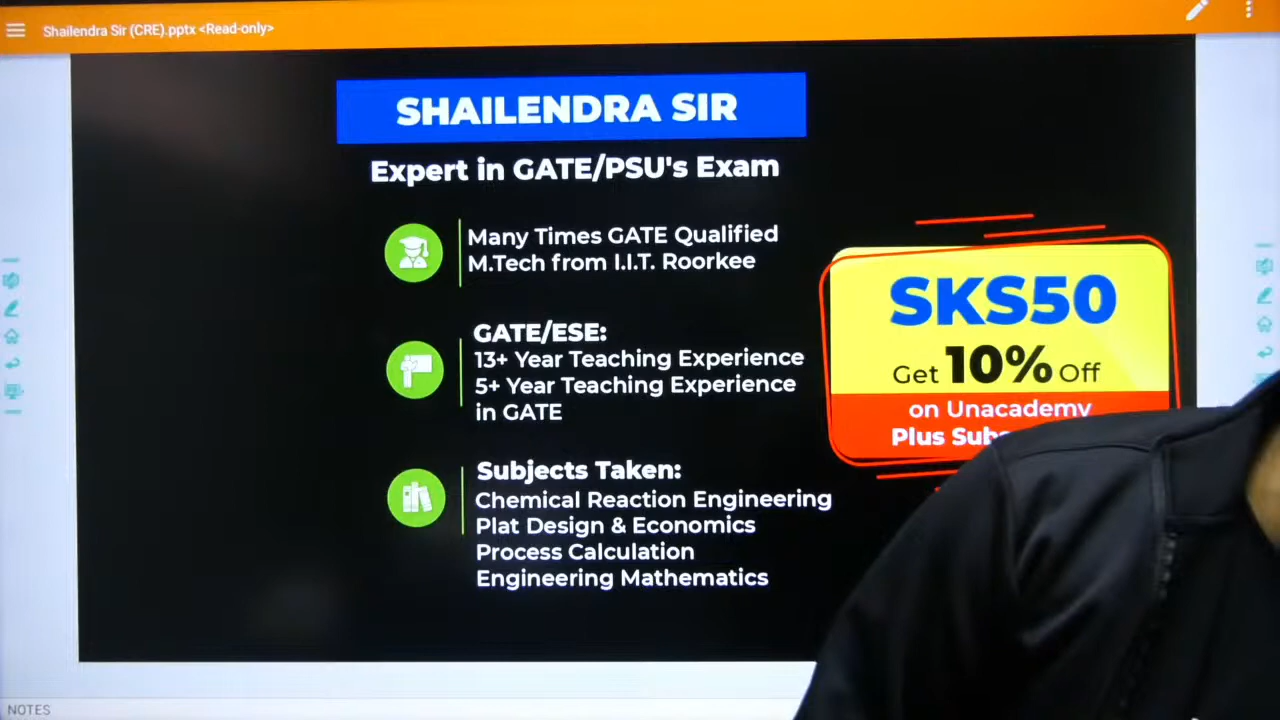 Shailendra Sir (CRE).pptx <Read-only>
SHAILENDRA SIR
Expert in GATE/PSU's Exam
Many Times GATE Qualified
M.Tech from I.I.T. Roorkee
GATE/ESE:
13+ Year Teaching Experience
5+ Year Teaching Experience
in GATE
Subjects Taken:
Chemical Reaction Engineering
Plat Design & Economics
Process Calculation
Engineering Mathematics
SKS50
Get 10% Off
on Unacademy
Plus
NOTES